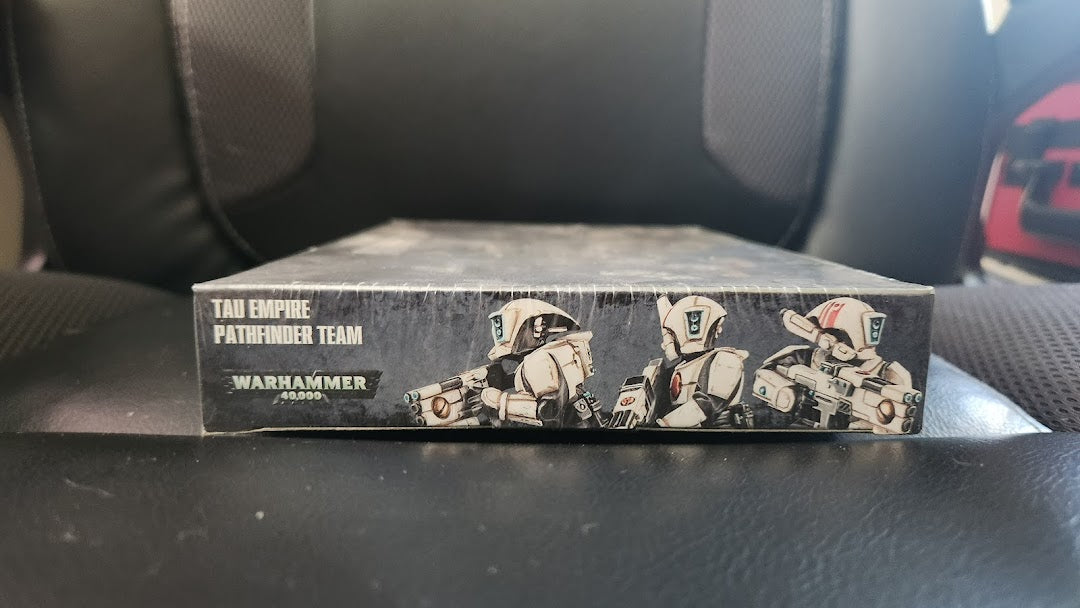 TAU EMPIRE
PATHFINDER TEAM
WARHAMMER
40,000